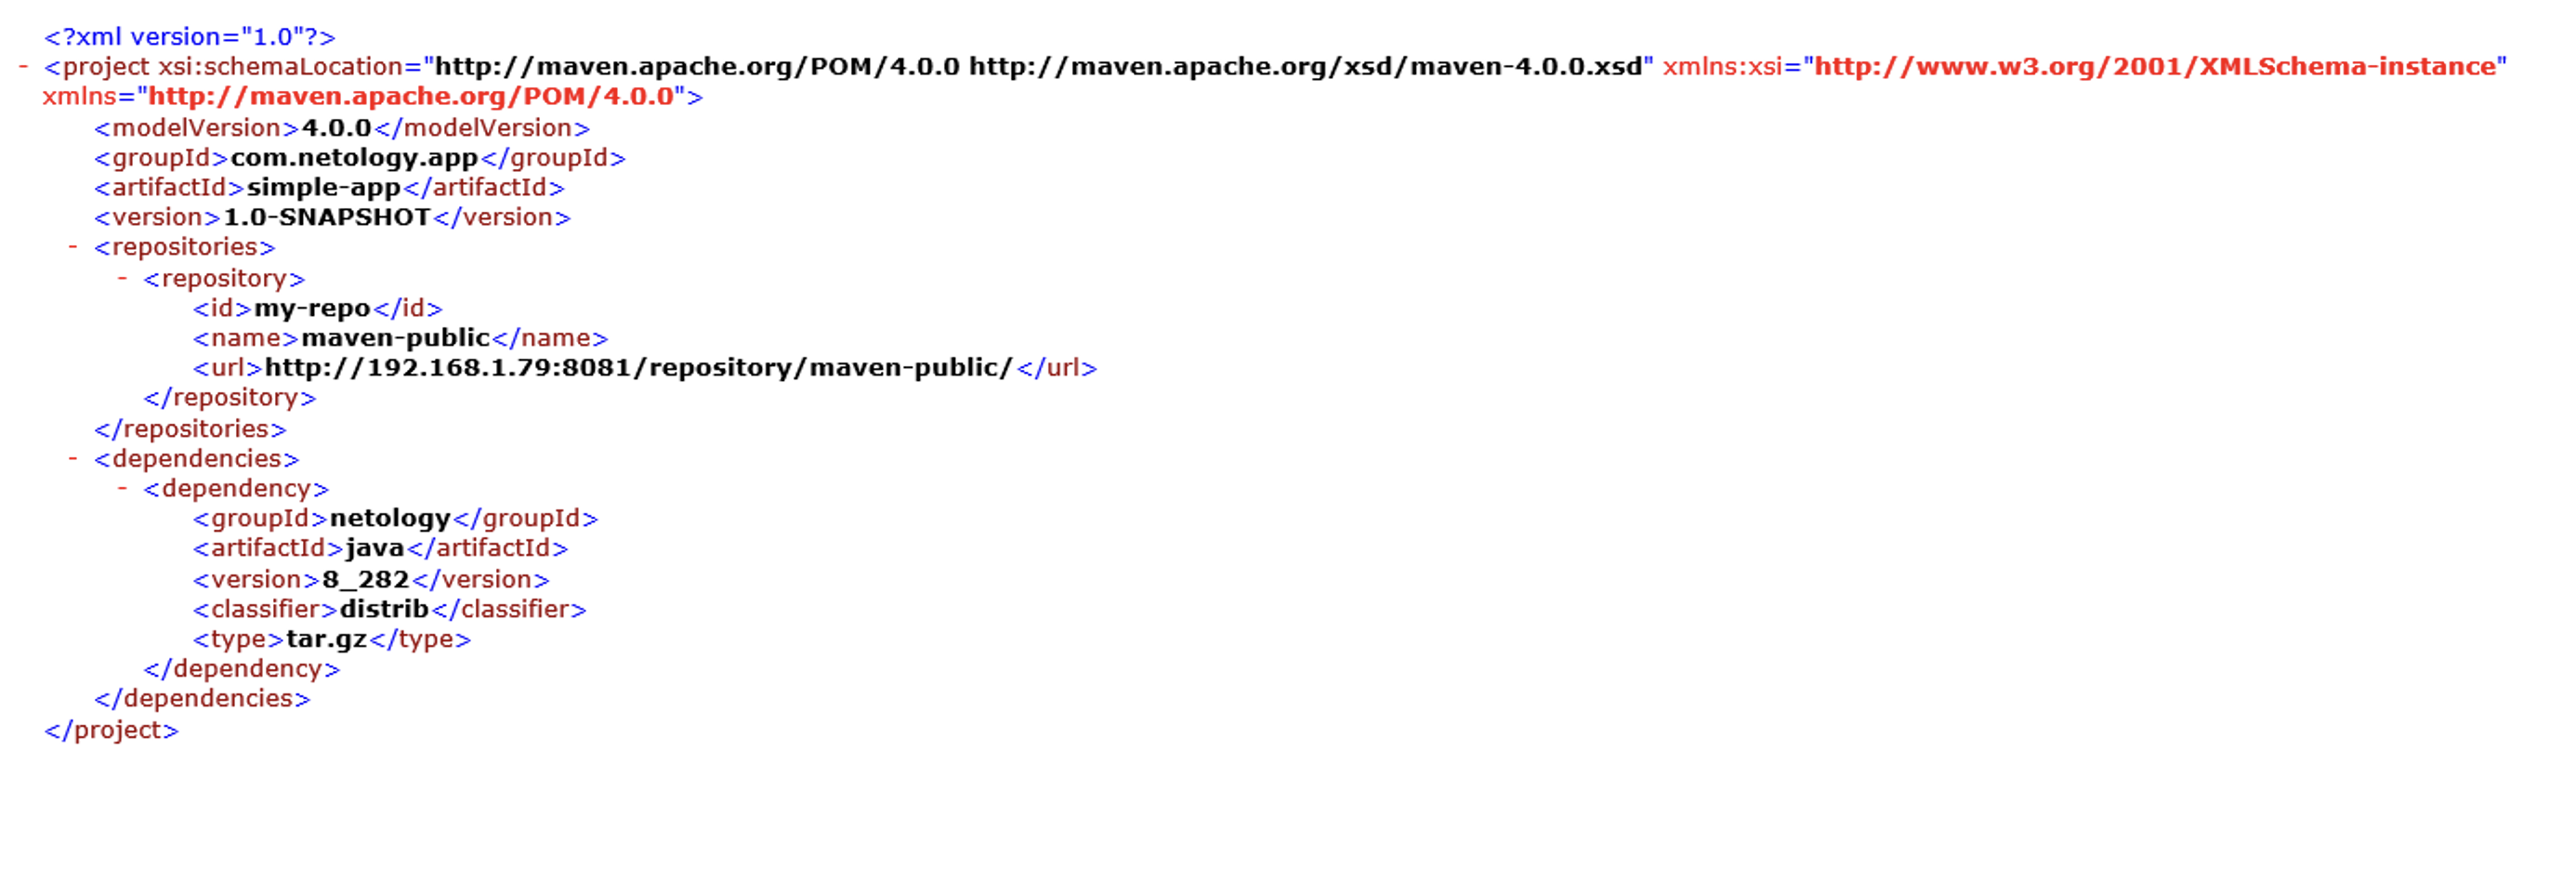 <?xml version="1.0"?>
- <project xsi:schemaLocation="http://maven.apache.org/POM/4.0.0 http://maven.apache.org/xsd/maven-4.0.0.xsd" xmlns:xsi="http://www.w3.org/2001/XMLSchema-instance"
xmlns="http://maven.apache.org/POM/4.0.0">
<modelVersion>4.0.0</modelVersion>
<groupId>com.netology.app</groupId>
<artifactId>simple-app</artifactId>
<version>1.0-SNAPSHOT</version>
- <repositories>
- <repository>
<id>my-repo</id>
<name>maven-public</name>
<url>http://192.168.1.79:8081/repository/maven-public/</url>
</repository>
</repositories>
- <dependencies>
- <dependency>
<groupId>netology</groupId>
<artifactId>java</artifactId>
<version>8_282</version>
<classifier>distrib</classifier>
<type>tar.gz</type>
</dependency>
</dependencies>
</project>